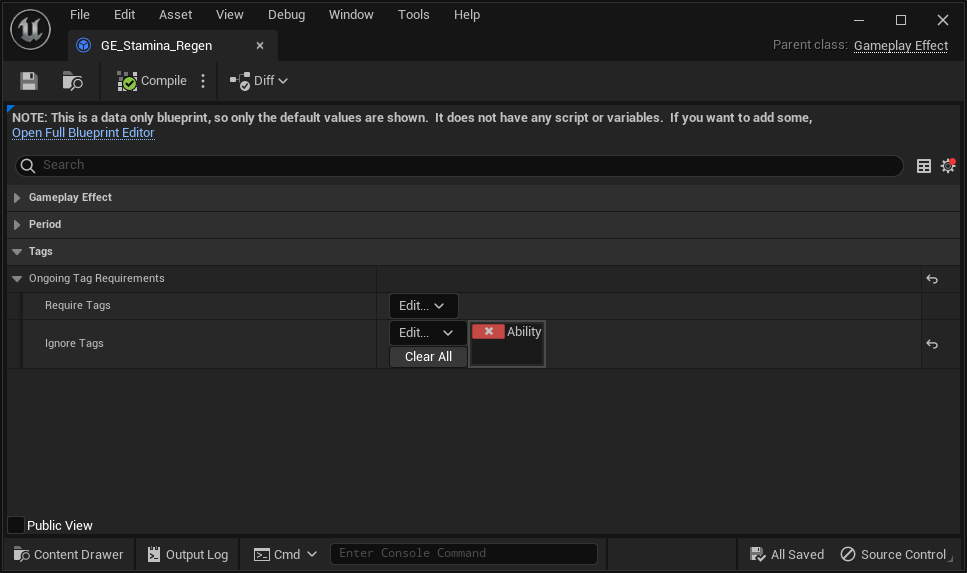 File Edit Asset View Debug Window Tools Help
GE_Stamina_Regen
Parent class: Gameplay Effect
Compile Diff
NOTE: This is a data only blueprint, so only the default values are shown.  It does not have any script or variables.  If you want to add some,
Open Full Blueprint Editor
Search
Gameplay Effect
Period
Tags
Ongoing Tag Requirements
Require Tags Edit...
Ignore Tags Edit... Ability
Clear All
Public View
Content Drawer Output Log Cmd Enter Console Command All Saved Source Control